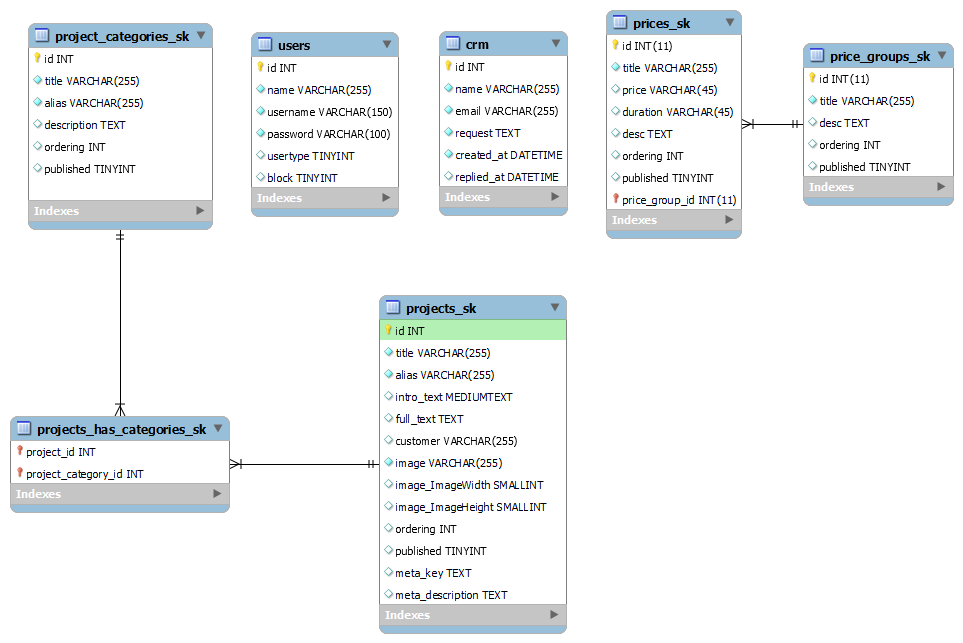 project_categories_sk
id INT
title VARCHAR(255)
alias VARCHAR(255)
description TEXT
ordering INT
published TINYINT
Indexes
users
id INT
name VARCHAR(255)
username VARCHAR(150)
password VARCHAR(100)
usertype TINYINT
block TINYINT
Indexes
crm
id INT
name VARCHAR(255)
email VARCHAR(255)
request TEXT
created_at DATETIME
replied_at DATETIME
Indexes
prices_sk
id INT(11)
title VARCHAR(255)
price VARCHAR(45)
duration VARCHAR(45)
desc TEXT
ordering INT
published TINYINT
price_group_id INT(11)
Indexes
price_groups_sk
id INT(11)
title VARCHAR(255)
desc TEXT
ordering INT
published TINYINT
Indexes
projects_has_categories_sk
project_id INT
project_category_id INT
Indexes
projects_sk
id INT
title VARCHAR(255)
alias VARCHAR(255)
intro_text MEDIUMTEXT
full_text TEXT
customer VARCHAR(255)
image VARCHAR(255)
image_ImageWidth SMALLINT
image_ImageHeight SMALLINT
ordering INT
published TINYINT
meta_key TEXT
meta_description TEXT
Indexes